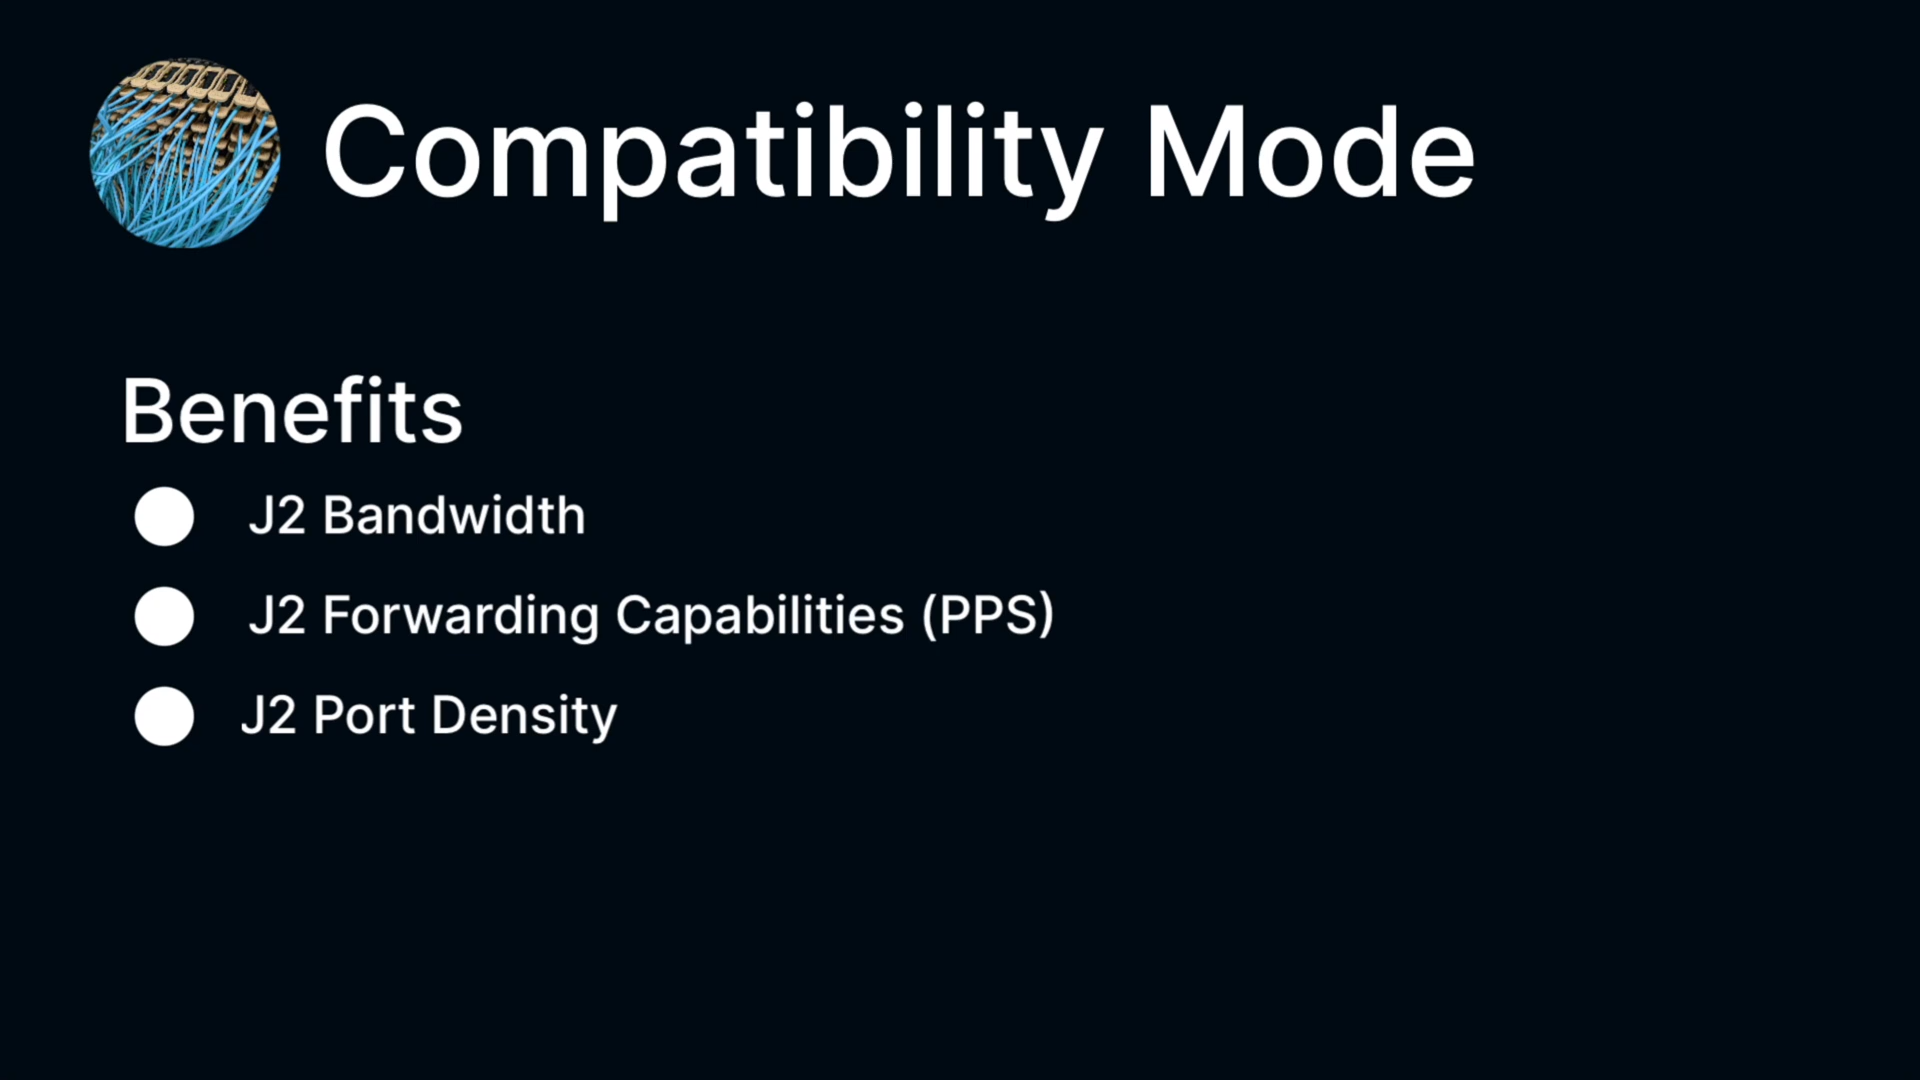 Compatibility Mode
Benefits
J2 Bandwidth
J2 Forwarding Capabilities (PPS)
J2 Port Density